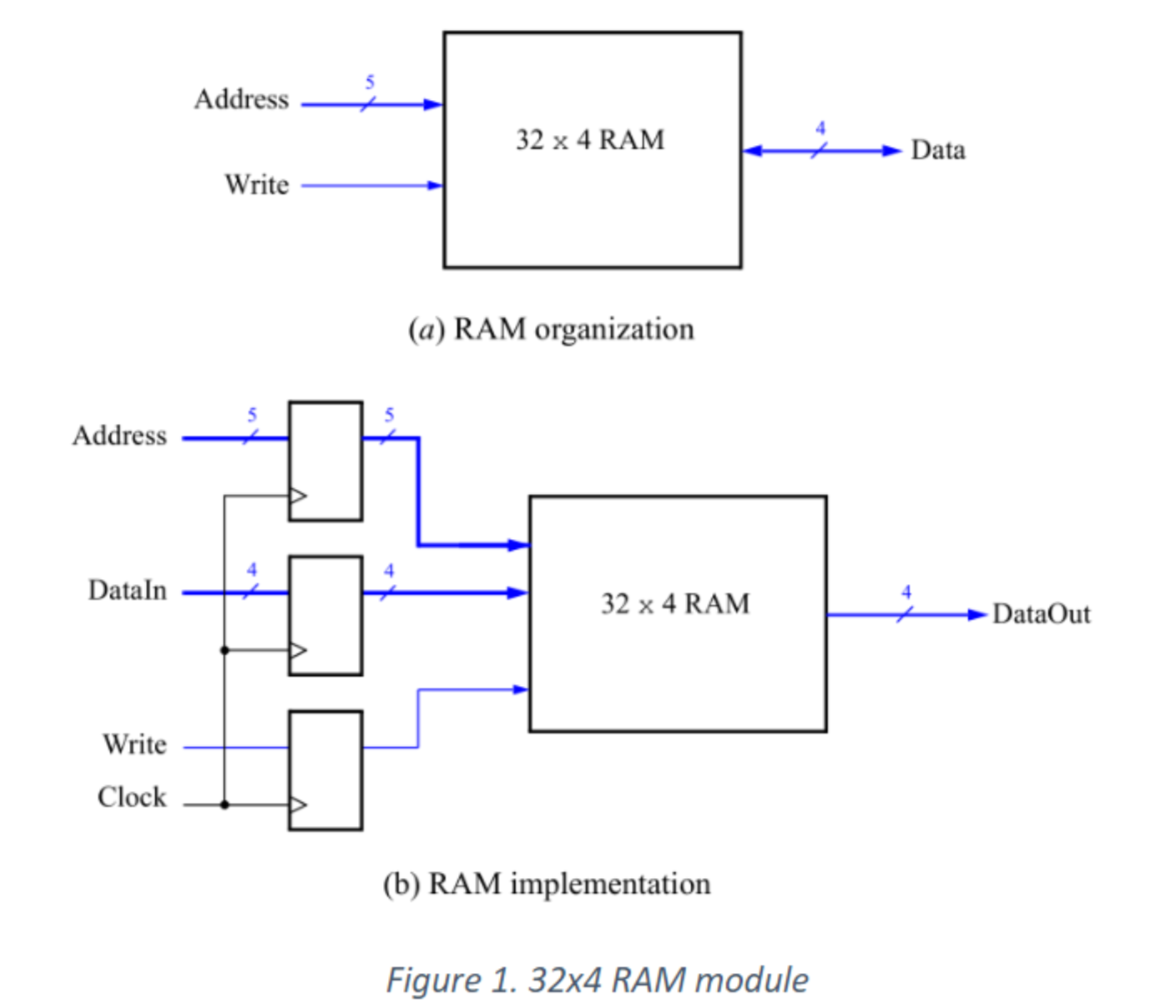 5
Address
32 x 4 RAM
4
Data
Write
(a) RAM organization
5
5
Address
4
4
DataIn
32 x 4 RAM
4
DataOut
Write
Clock
(b) RAM implementation
Figure 1. 32x4 RAM module